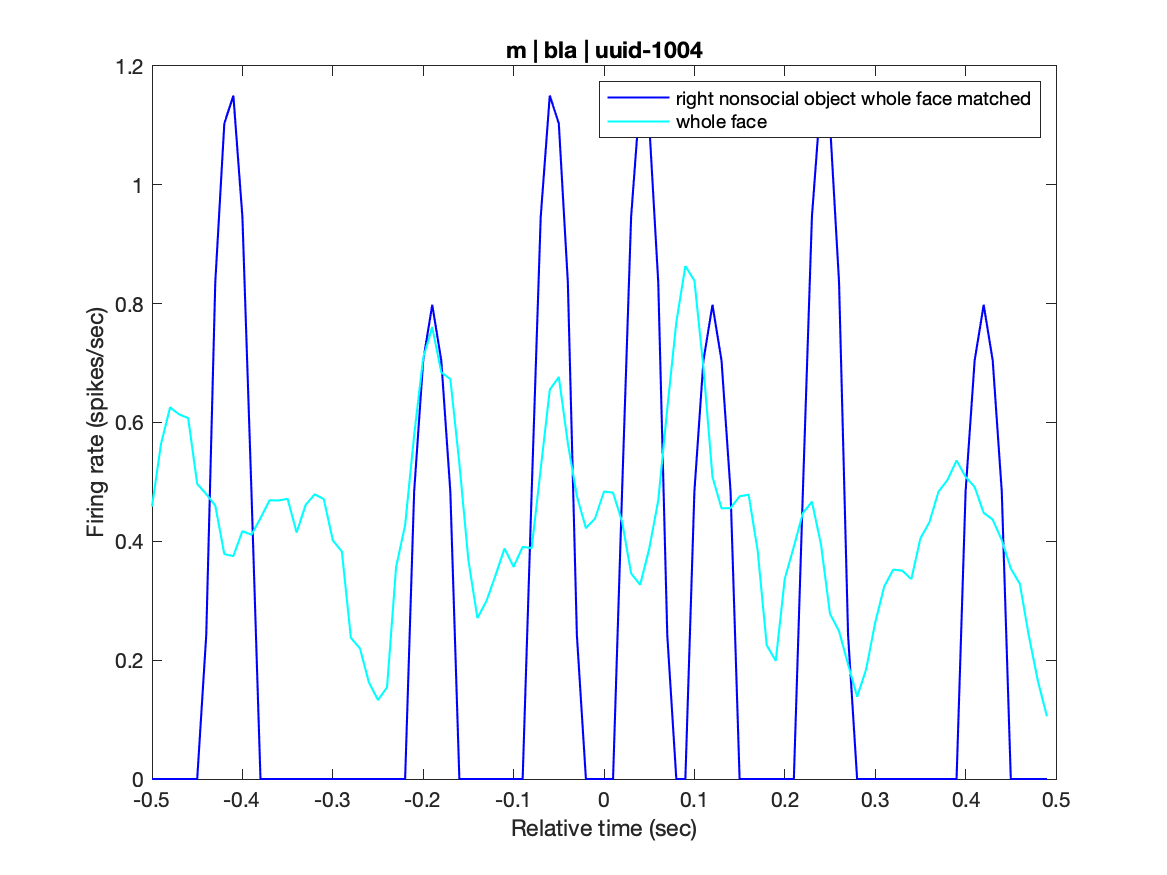 m | bla | uuid-1004
right nonsocial object whole face matched
whole face
Firing rate (spikes/sec)
1.2
1
0.8
0.6
0.4
0.2
0
-0.5 -0.4 -0.3 -0.2 -0.1 0 0.1 0.2 0.3 0.4 0.5
Relative time (sec)